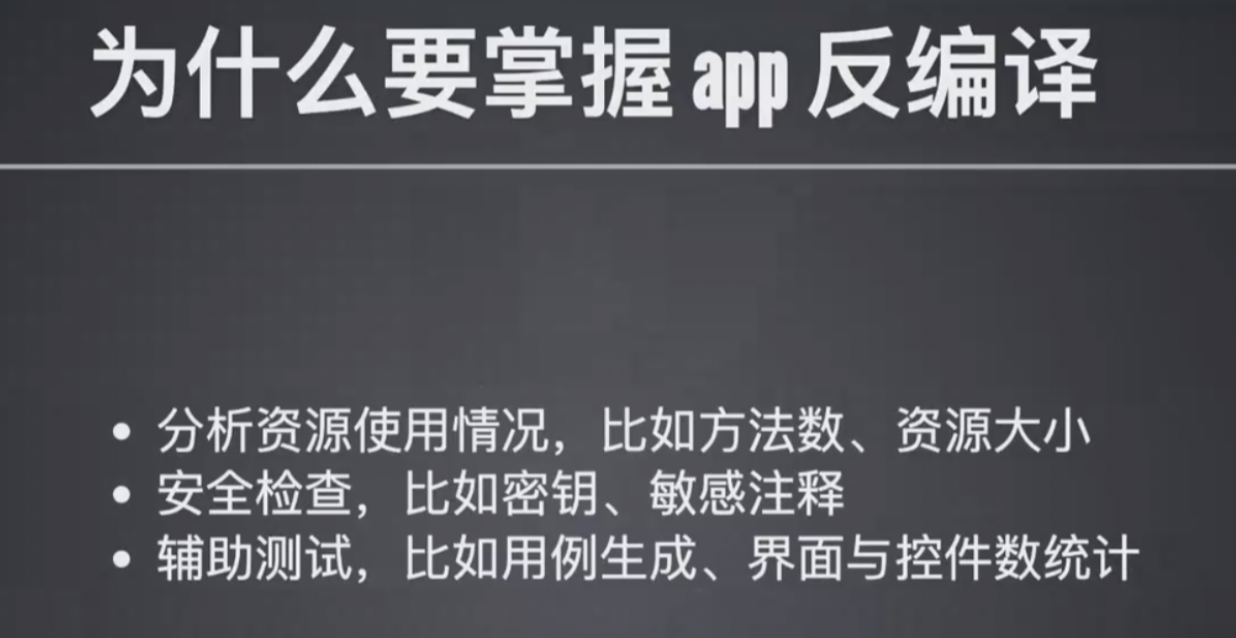 为什么要掌握 app 反编译
• 分析资源使用情况，比如方法数、资源大小
• 安全检查，比如密钥、敏感注释
• 辅助测试，比如用例生成、界面与控件数统计